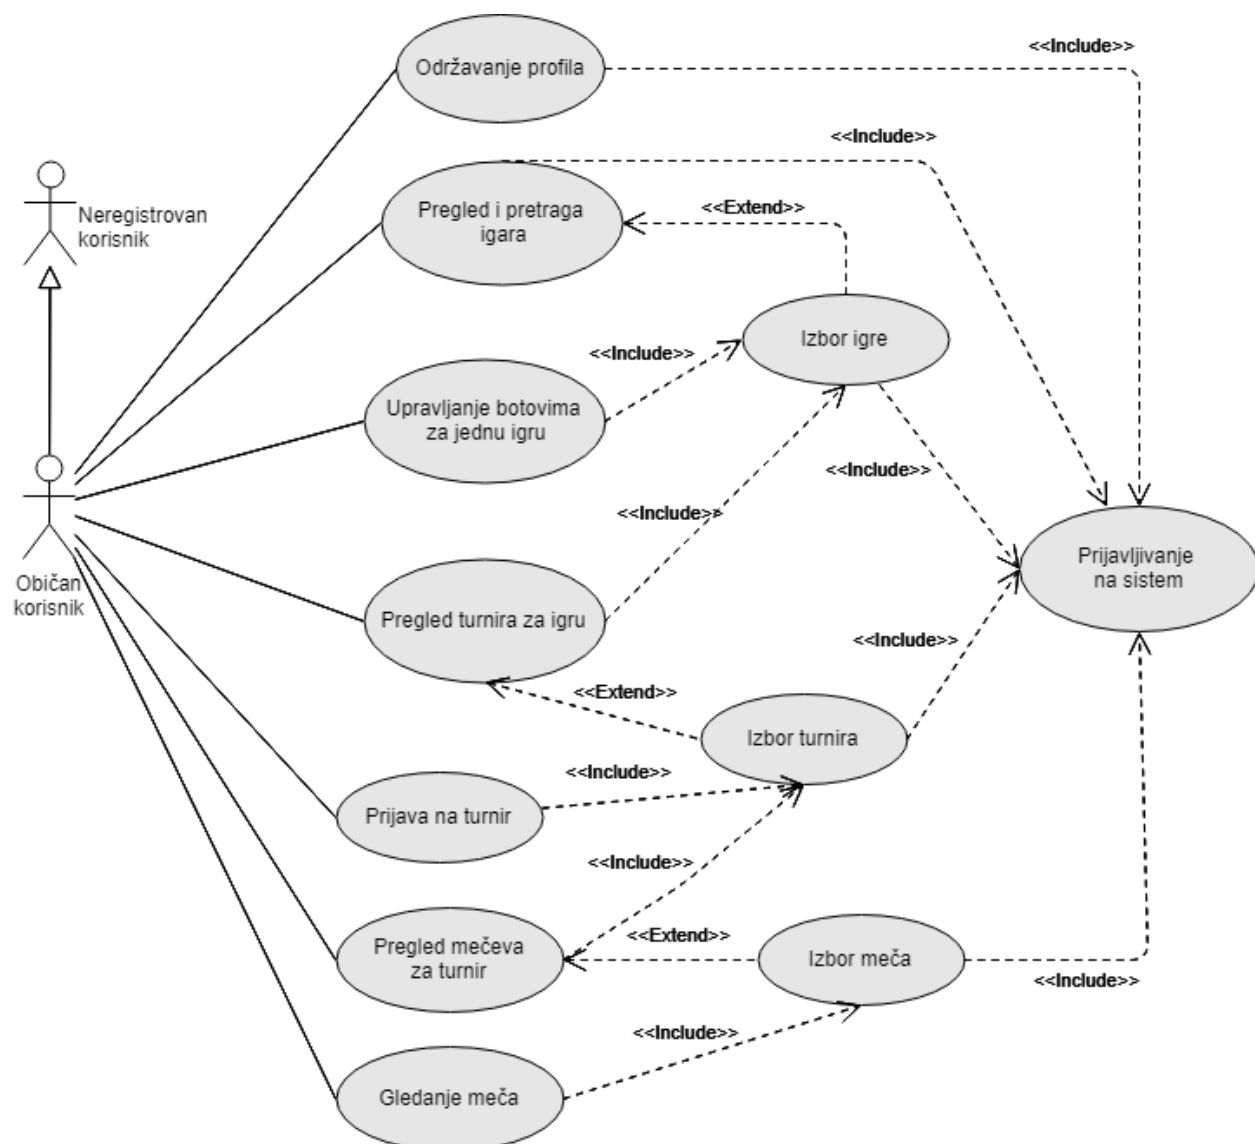 Održavanje profila
<<Include>>
<<Include>>
Neregistrovan
korisnik
Pregled i pretraga
igara
<<Extend>>
Izbor igre
<<Include>>
Upravljanje botovima
za jednu igru
<<Include>>
<<Include>>
Običan
korisnik
Prijavljivanje
na sistem
Pregled turnira za igru
<<Include>>
<<Extend>>
Izbor turnira
<<Include>>
Prijava na turnir
<<Include>>
Pregled mečeva
za turnir
<<Extend>>
Izbor meča
<<Include>>
<<Include>>
Gledanje meča